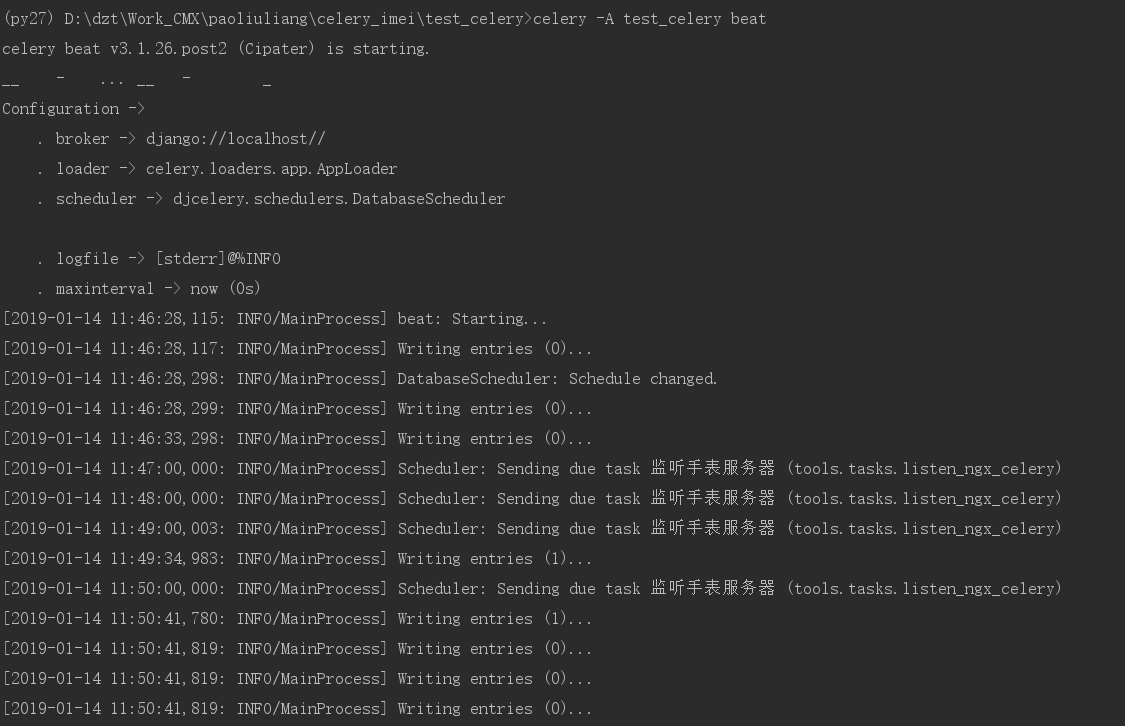 (py27) D:\dzt\Work_CMX\paoliuliang\celery_imei\test_celery>celery -A test_celery beat
celery beat v3.1.26.post2 (Cipater) is starting.
__    -    ... __   -        _
Configuration ->
    . broker -> django://localhost//
    . loader -> celery.loaders.app.AppLoader
    . scheduler -> djcelery.schedulers.DatabaseScheduler
    . logfile -> [stderr]@%INFO
    . maxinterval -> now (0s)
[2019-01-14 11:46:28,115: INFO/MainProcess] beat: Starting...
[2019-01-14 11:46:28,117: INFO/MainProcess] Writing entries (0)...
[2019-01-14 11:46:28,298: INFO/MainProcess] DatabaseScheduler: Schedule changed.
[2019-01-14 11:46:28,299: INFO/MainProcess] Writing entries (0)...
[2019-01-14 11:46:33,298: INFO/MainProcess] Writing entries (0)...
[2019-01-14 11:47:00,000: INFO/MainProcess] Scheduler: Sending due task 监听手表服务器 (tools.tasks.listen_ngx_celery)
[2019-01-14 11:48:00,000: INFO/MainProcess] Scheduler: Sending due task 监听手表服务器 (tools.tasks.listen_ngx_celery)
[2019-01-14 11:49:00,003: INFO/MainProcess] Scheduler: Sending due task 监听手表服务器 (tools.tasks.listen_ngx_celery)
[2019-01-14 11:49:34,983: INFO/MainProcess] Writing entries (1)...
[2019-01-14 11:50:00,000: INFO/MainProcess] Scheduler: Sending due task 监听手表服务器 (tools.tasks.listen_ngx_celery)
[2019-01-14 11:50:41,780: INFO/MainProcess] Writing entries (1)...
[2019-01-14 11:50:41,819: INFO/MainProcess] Writing entries (0)...
[2019-01-14 11:50:41,819: INFO/MainProcess] Writing entries (0)...
[2019-01-14 11:50:41,819: INFO/MainProcess] Writing entries (0)...